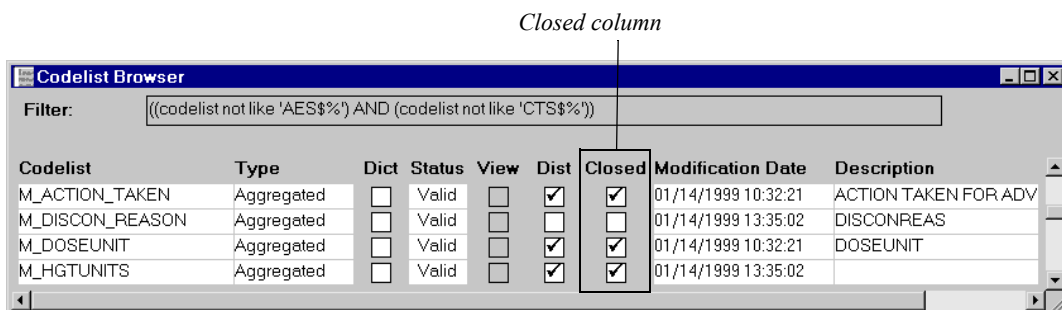 Closed column
Codelist Browser
Filter: ((codelist not like 'AES$%') AND (codelist not like 'CTS$%'))
Codelist Type Dict Status View Dist Closed Modification Date Description
M_ACTION_TAKEN Aggregated Valid 01/14/1999 10:32:21 ACTION TAKEN FOR ADV
M_DISCON_REASON Aggregated Valid 01/14/1999 13:35:02 DISCONREAS
M_DOSEUNIT Aggregated Valid 01/14/1999 10:32:21 DOSEUNIT
M_HGTUNITS Aggregated Valid 01/14/1999 13:35:02